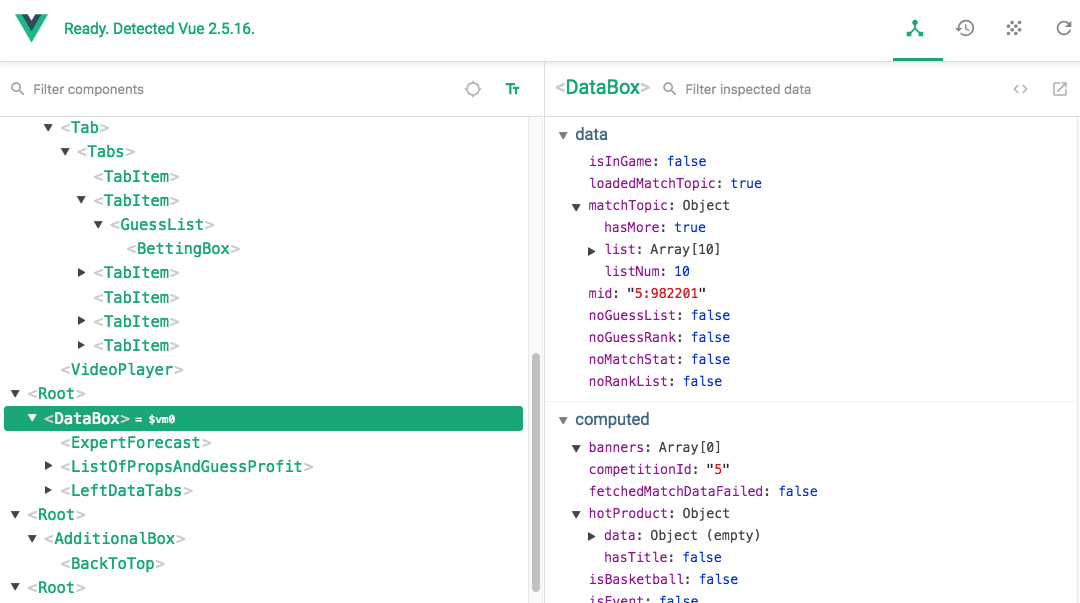 Ready. Detected Vue 2.5.16.
Filter components
<Tab>
<Tabs>
<TabItem>
<TabItem>
<GuessList>
<BettingBox>
<TabItem>
<TabItem>
<TabItem>
<TabItem>
<VideoPlayer>
<Root>
<DataBox> = $vm0
<ExpertForecast>
<ListOfPropsAndGuessProfit>
<LeftDataTabs>
<Root>
<AdditionalBox>
<BackToTop>
<Root>
<DataBox> Filter inspected data
data
isInGame: false
loadedMatchTopic: true
matchTopic: Object
hasMore: true
list: Array[10]
listNum: 10
mid: "5:982201"
noGuessList: false
noGuessRank: false
noMatchStat: false
noRankList: false
computed
banners: Array[0]
competitionId: "5"
fetchedMatchDataFailed: false
hotProduct: Object
data: Object (empty)
hasTitle: false
isBasketball: false
isEvent: false